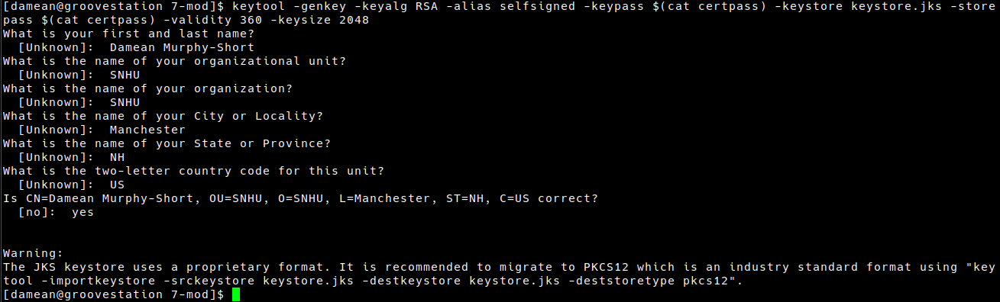 [damean@groovestation 7-mod]$ keytool -genkey -keyalg RSA -alias selfsigned -keypass $(cat certpass) -keystore keystore.jks -store
pass $(cat certpass) -validity 360 -keysize 2048
What is your first and last name?
  [Unknown]:  Damean Murphy-Short
What is the name of your organizational unit?
  [Unknown]:  SNHU
What is the name of your organization?
  [Unknown]:  SNHU
What is the name of your City or Locality?
  [Unknown]:  Manchester
What is the name of your State or Province?
  [Unknown]:  NH
What is the two-letter country code for this unit?
  [Unknown]:  US
Is CN=Damean Murphy-Short, OU=SNHU, O=SNHU, L=Manchester, ST=NH, C=US correct?
  [no]:  yes
Warning:
The JKS keystore uses a proprietary format. It is recommended to migrate to PKCS12 which is an industry standard format using "key
tool -importkeystore -srckeystore keystore.jks -destkeystore keystore.jks -deststoretype pkcs12".
[damean@groovestation 7-mod]$